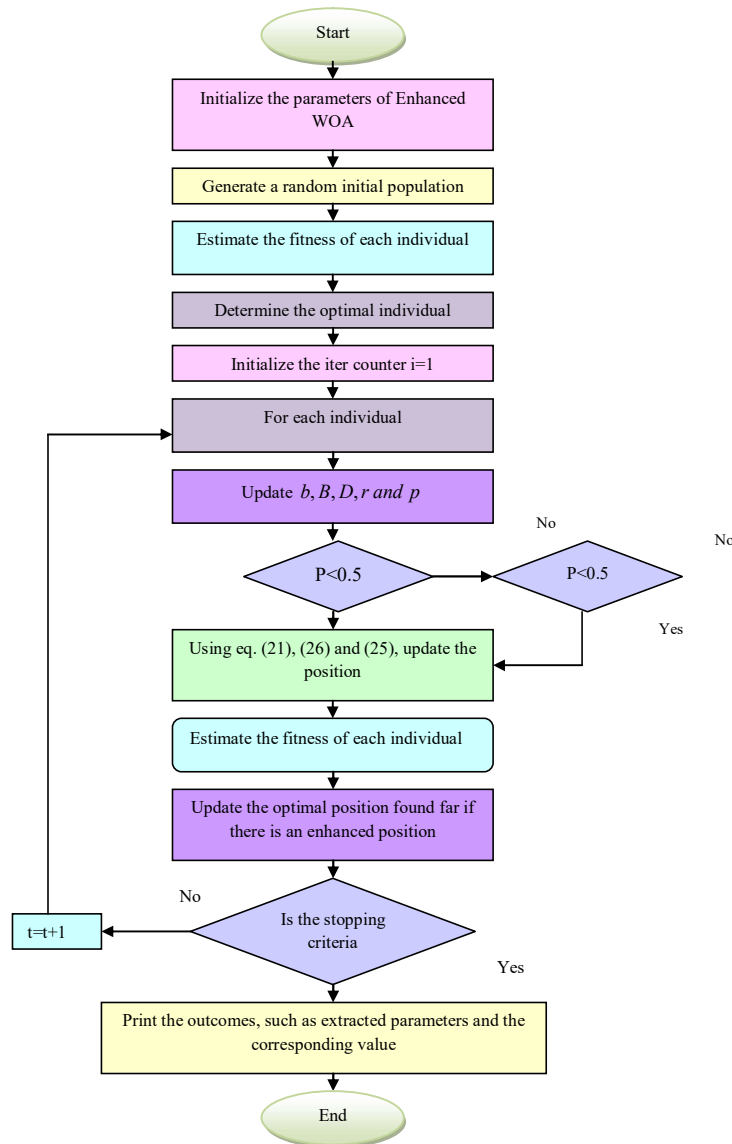 Start
Initialize the parameters of Enhanced
WOA
Generate a random initial population
Estimate the fitness of each individual
Determine the optimal individual
Initialize the iter counter i=1
For each individual
Update b, B, D, r and p
No
No
P<0.5
P<0.5
Yes
Using eq. (21), (26) and (25), update the
position
Estimate the fitness of each individual
Update the optimal position found far if
there is an enhanced position
No
Is the stopping
criteria
t=t+1
Yes
Print the outcomes, such as extracted parameters and the
corresponding value
End